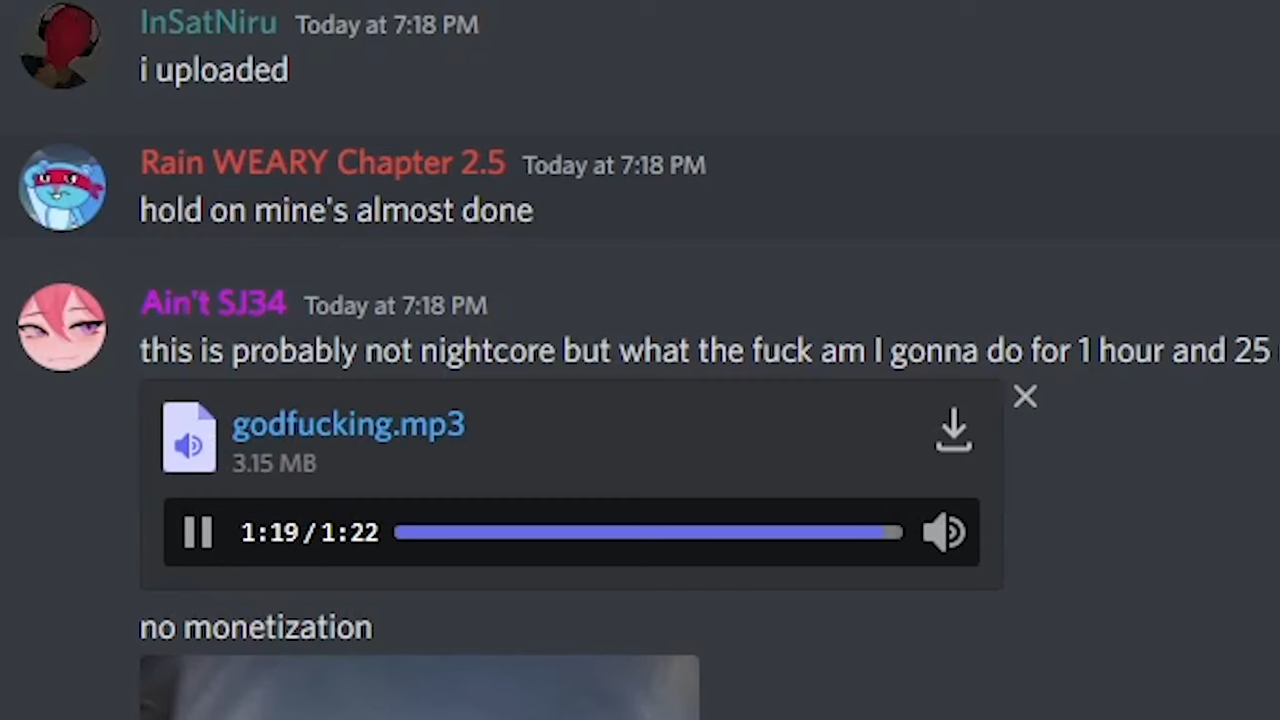 InSatNiru Today at 7:18 PM
i uploaded
Rain WEARY Chapter 2.5 Today at 7:18 PM
hold on mine's almost done
Ain't SJ34 Today at 7:18 PM
this is probably not nightcore but what the fuck am I gonna do for 1 hour and 25
godfucking.mp3
3.15 MB
1:19/1:22
no monetization